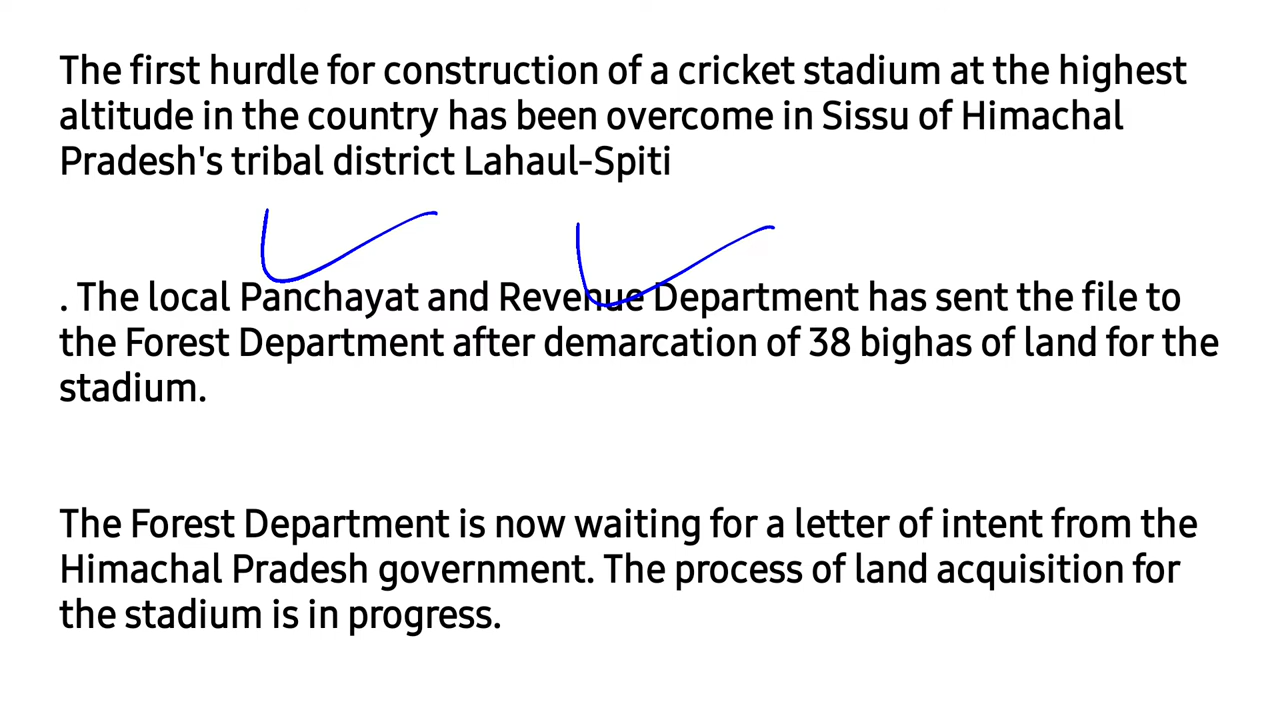 The first hurdle for construction of a cricket stadium at the highest
altitude in the country has been overcome in Sissu of Himachal
Pradesh's tribal district Lahaul-Spiti
. The local Panchayat and Revenue Department has sent the file to
the Forest Department after demarcation of 38 bighas of land for the
stadium.
The Forest Department is now waiting for a letter of intent from the
Himachal Pradesh government. The process of land acquisition for
the stadium is in progress.